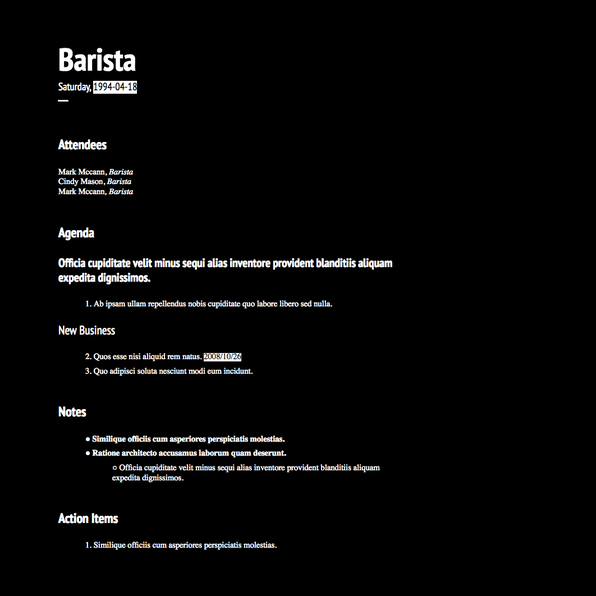 Barista
Saturday, 1994-04-18
Attendees
Mark Mccann, Barista
Cindy Mason, Barista
Mark Mccann, Barista
Agenda
Officia cupiditate velit minus sequi alias inventore provident blanditiis aliquam
expedita dignissimos.
1. Ab ipsam ullam repellendus nobis cupiditate quo labore libero sed nulla.
New Business
2. Quos esse nisi aliquid rem natus. 2008/10/26
3. Quo adipisci soluta nesciunt modi eum incidunt.
Notes
● Similique officiis cum asperiores perspiciatis molestias.
● Ratione architecto accusamus laborum quam deserunt.
○ Officia cupiditate velit minus sequi alias inventore provident blanditiis aliquam
expedita dignissimos.
Action Items
1. Similique officiis cum asperiores perspiciatis molestias.